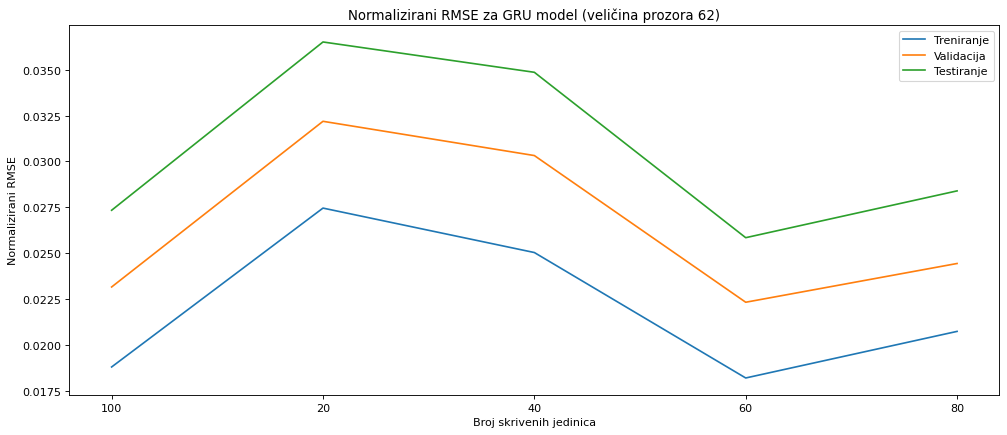 Normalizirani RMSE za GRU model (veličina prozora 62)
Treniranje
Validacija
Testiranje
Normalizirani RMSE
0.0350
0.0325
0.0300
0.0275
0.0250
0.0225
0.0200
0.0175
100 20 40 60 80
Broj skrivenih jedinica